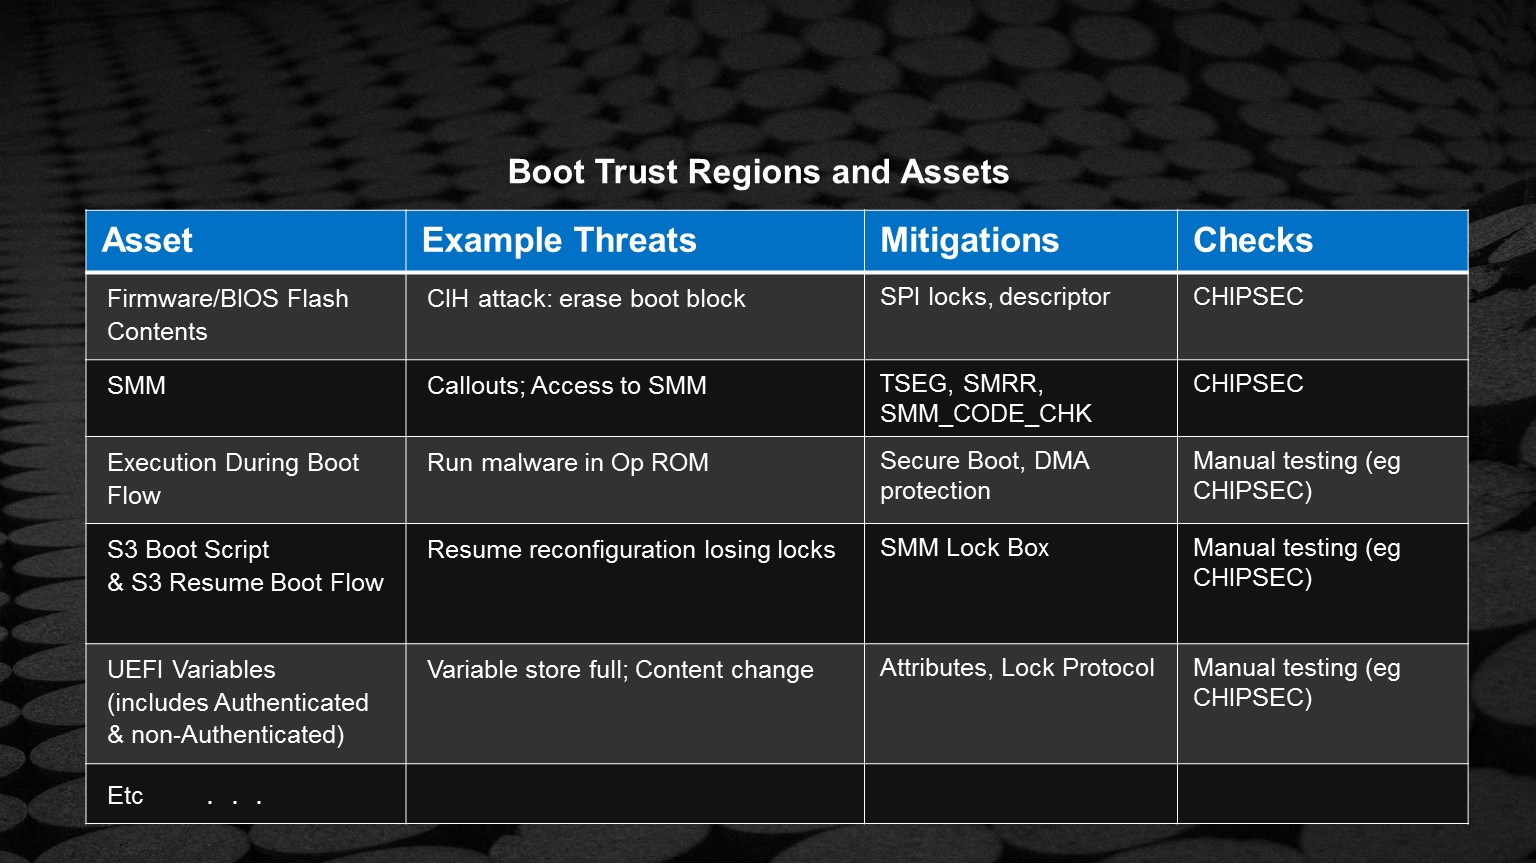 Boot Trust Regions and Assets
Asset
Example Threats
Mitigations
Checks
Firmware/BIOS Flash
Contents
CIH attack: erase boot block
SPI locks, descriptor
CHIPSEC
SMM
Callouts; Access to SMM
TSEG, SMRR,
SMM_CODE_CHK
CHIPSEC
Execution During Boot
Flow
Run malware in Op ROM
Secure Boot, DMA
protection
Manual testing (eg
CHIPSEC)
S3 Boot Script
& S3 Resume Boot Flow
Resume reconfiguration losing locks
SMM Lock Box
Manual testing (eg
CHIPSEC)
UEFI Variables
(includes Authenticated
& non-Authenticated)
Variable store full; Content change
Attributes, Lock Protocol
Manual testing (eg
CHIPSEC)
Etc . . .